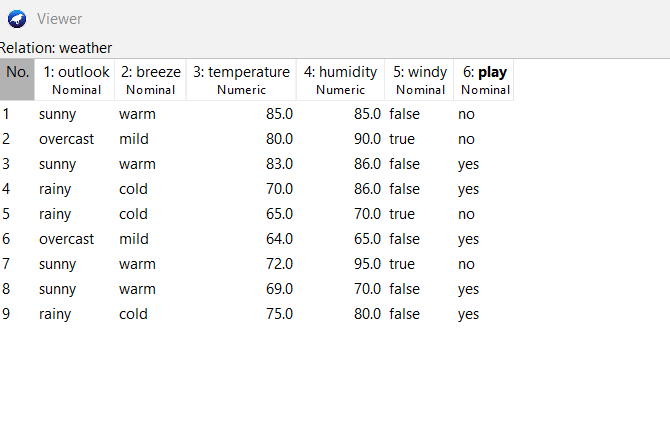 Viewer
Relation: weather
No. 1: outlook 2: breeze 3: temperature 4: humidity 5: windy 6: play
Nominal Nominal Numeric Numeric Nominal Nominal
1 sunny warm 85.0 85.0 false no
2 overcast mild 80.0 90.0 true no
3 sunny warm 83.0 86.0 false yes
4 rainy cold 70.0 86.0 false yes
5 rainy cold 65.0 70.0 true no
6 overcast mild 64.0 65.0 false yes
7 sunny warm 72.0 95.0 true no
8 sunny warm 69.0 70.0 false yes
9 rainy cold 75.0 80.0 false yes